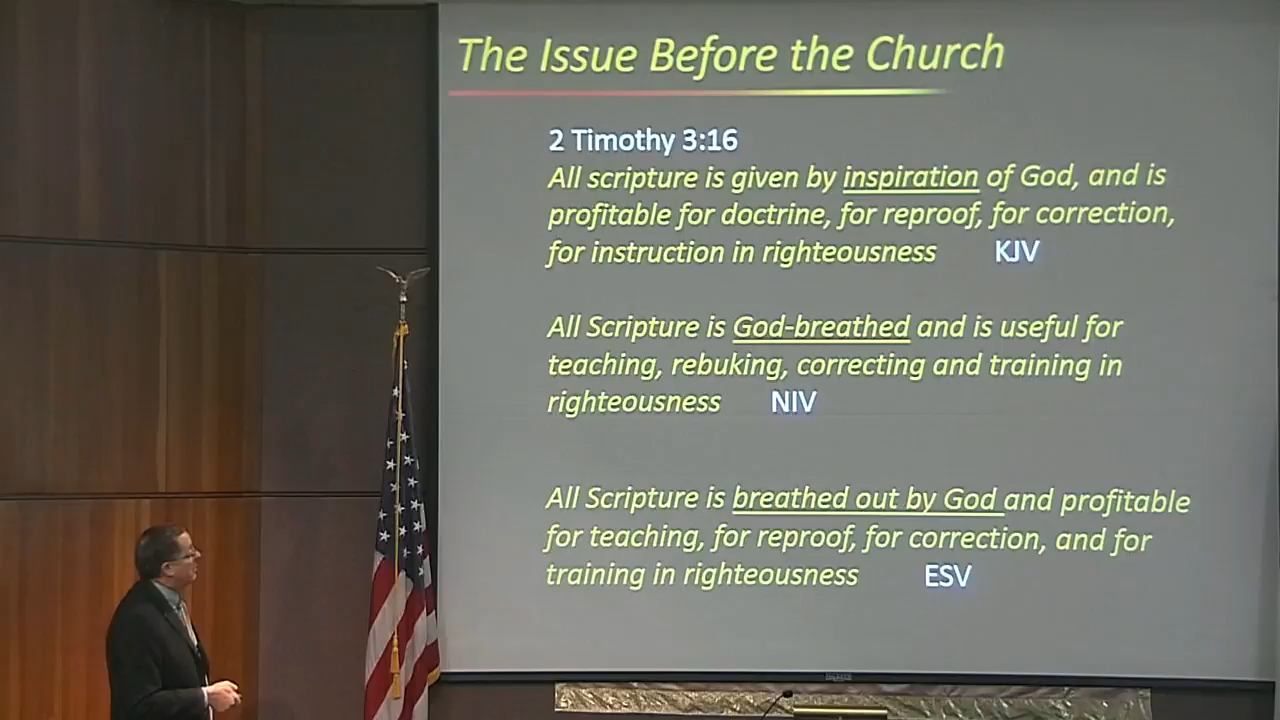 The Issue Before the Church
2 Timothy 3:16
All scripture is given by inspiration of God, and is
profitable for doctrine, for reproof, for correction,
for instruction in righteousness KJV
All Scripture is God-breathed and is useful for
teaching, rebuking, correcting and training in
righteousness NIV
All Scripture is breathed out by God and profitable
for teaching, for reproof, for correction, and for
training in righteousness ESV